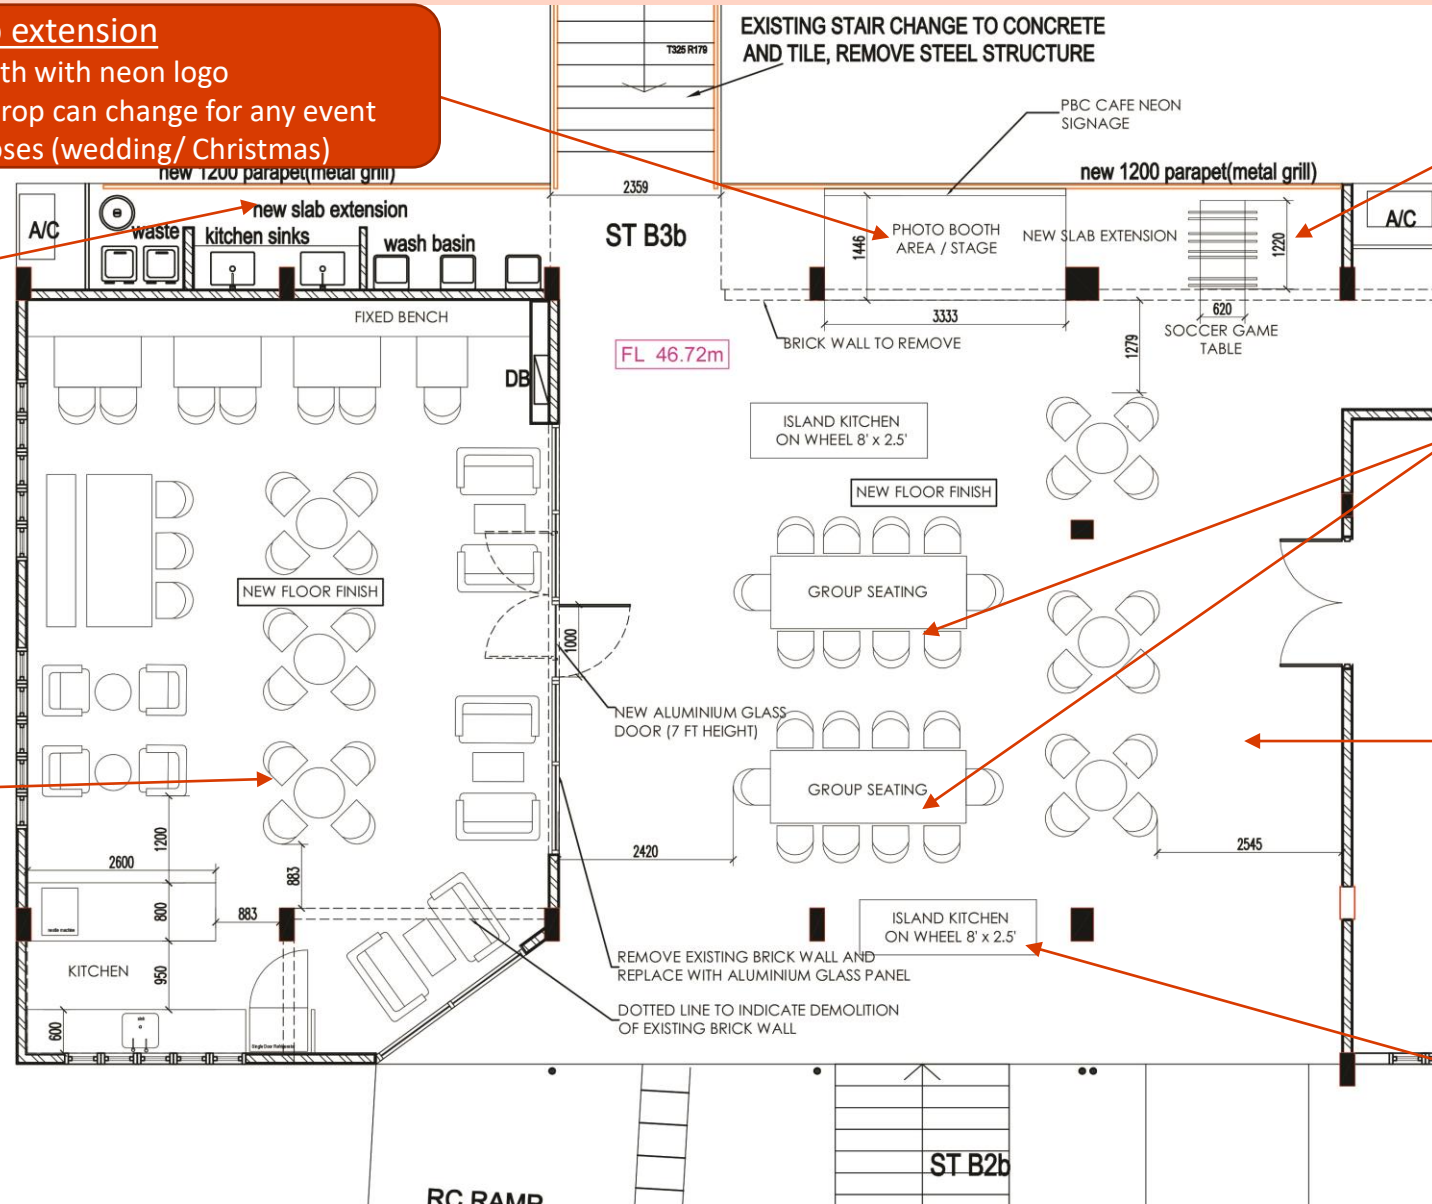 extension
th with neon logo
rop can change for any event
oses (wedding/ Christmas)
T325 R179
EXISTING STAIR CHANGE TO CONCRETE
AND TILE, REMOVE STEEL STRUCTURE
PBC CAFE NEON
SIGNAGE
new 1200 parapet(metal grill)
new 1200 parapet(metal grill)
A/C
waste
new slab extension
kitchen sinks
wash basin
2359
ST B3b
1446
PHOTO BOOTH
AREA / STAGE
NEW SLAB EXTENSION
1220
A/C
FIXED BENCH
3333
620
SOCCER GAME
TABLE
BRICK WALL TO REMOVE
1279
FL 46.72m
DB
ISLAND KITCHEN
ON WHEEL 8' x 2.5'
NEW FLOOR FINISH
NEW FLOOR FINISH
GROUP SEATING
1000
NEW ALUMINIUM GLASS
DOOR (7 FT HEIGHT)
GROUP SEATING
1200
2600
883
2420
2545
800
883
ISLAND KITCHEN
ON WHEEL 8' x 2.5'
KITCHEN
950
REMOVE EXISTING BRICK WALL AND
REPLACE WITH ALUMINIUM GLASS PANEL
600
DOTTED LINE TO INDICATE DEMOLITION
OF EXISTING BRICK WALL
ST B2b
RC RAMP